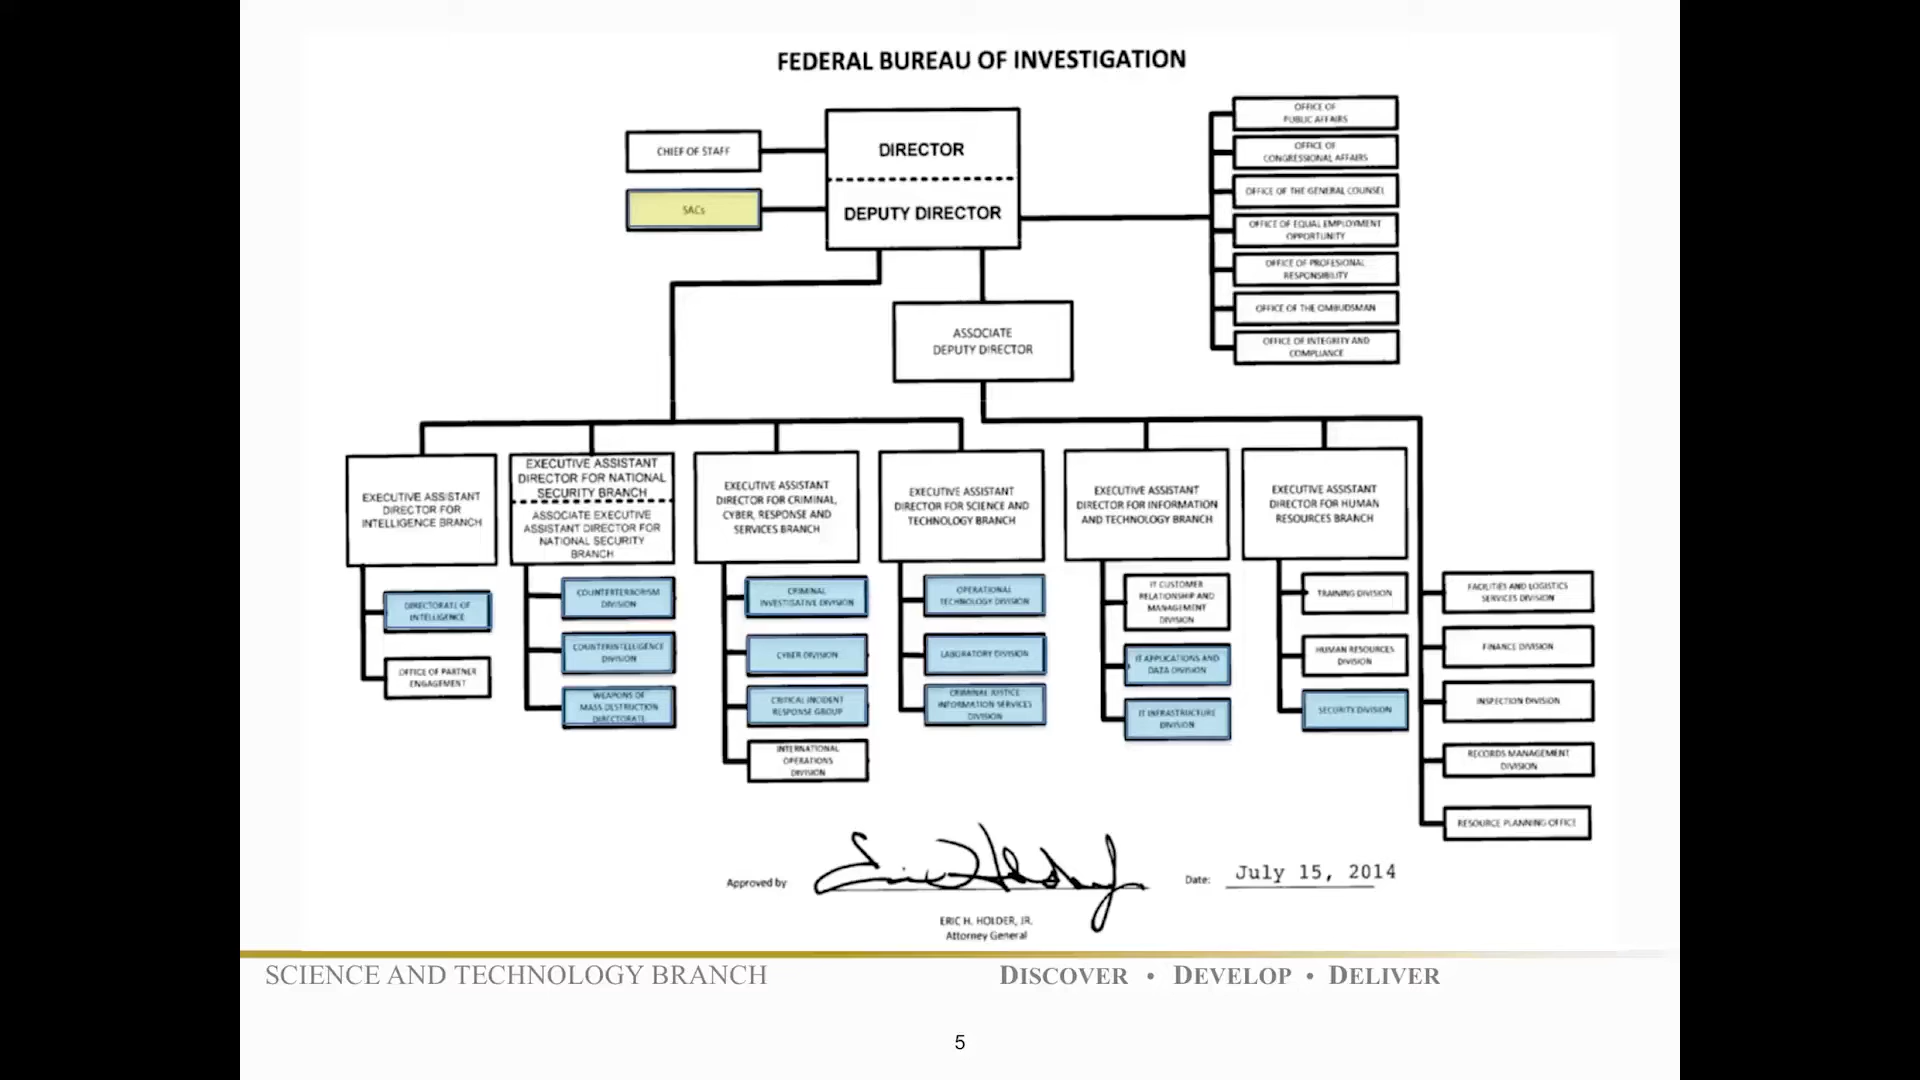 FEDERAL BUREAU OF INVESTIGATION
CHIEF OF STAFF
SACs
DIRECTOR
DEPUTY DIRECTOR
OFFICE OF
PUBLIC AFFAIRS
OFFICE OF
CONGRESSIONAL AFFAIRS
OFFICE OF THE GENERAL COUNSEL
OFFICE OF EQUAL EMPLOYMENT
OPPORTUNITY
OFFICE OF PROFESIONAL
RESPONSIBILITY
OFFICE OF THE OMBUDSMAN
OFFICE OF INTEGRITY AND
COMPLIANCE
ASSOCIATE
DEPUTY DIRECTOR
EXECUTIVE ASSISTANT
DIRECTOR FOR
INTELLIGENCE BRANCH
DIRECTORATE OF
INTELLIGENCE
OFFICE OF PARTNER
ENGAGEMENT
EXECUTIVE ASSISTANT
DIRECTOR FOR NATIONAL
SECURITY BRANCH
ASSOCIATE EXECUTIVE
ASSISTANT DIRECTOR FOR
NATIONAL SECURITY
BRANCH
COUNTERTERRORISM
DIVISION
COUNTERINTELLIGENCE
DIVISION
WEAPONS OF
MASS DESTRUCTION
DIRECTORATE
EXECUTIVE ASSISTANT
DIRECTOR FOR CRIMINAL,
CYBER, RESPONSE AND
SERVICES BRANCH
CRIMINAL
INVESTIGATIVE DIVISION
CYBER DIVISION
CRITICAL INCIDENT
RESPONSE GROUP
INTERNATIONAL
OPERATIONS
DIVISION
EXECUTIVE ASSISTANT
DIRECTOR FOR SCIENCE AND
TECHNOLOGY BRANCH
OPERATIONAL
TECHNOLOGY DIVISION
LABORATORY DIVISION
CRIMINAL JUSTICE
INFORMATION SERVICES
DIVISION
EXECUTIVE ASSISTANT
DIRECTOR FOR INFORMATION
AND TECHNOLOGY BRANCH
IT CUSTOMER
RELATIONSHIP AND
MANAGEMENT
DIVISION
IT APPLICATIONS AND
DATA DIVISION
IT INFRASTRUCTURE
DIVISION
EXECUTIVE ASSISTANT
DIRECTOR FOR HUMAN
RESOURCES BRANCH
TRAINING DIVISION
HUMAN RESOURCES
DIVISION
SECURITY DIVISION
FACILITIES AND LOGISTICS
SERVICES DIVISION
FINANCE DIVISION
INSPECTION DIVISION
RECORDS MANAGEMENT
DIVISION
RESOURCE PLANNING OFFICE
Approved by
Date: July 15, 2014
ERIC H. HOLDER, JR.
Attorney General
SCIENCE AND TECHNOLOGY BRANCH
DISCOVER • DEVELOP • DELIVER
5